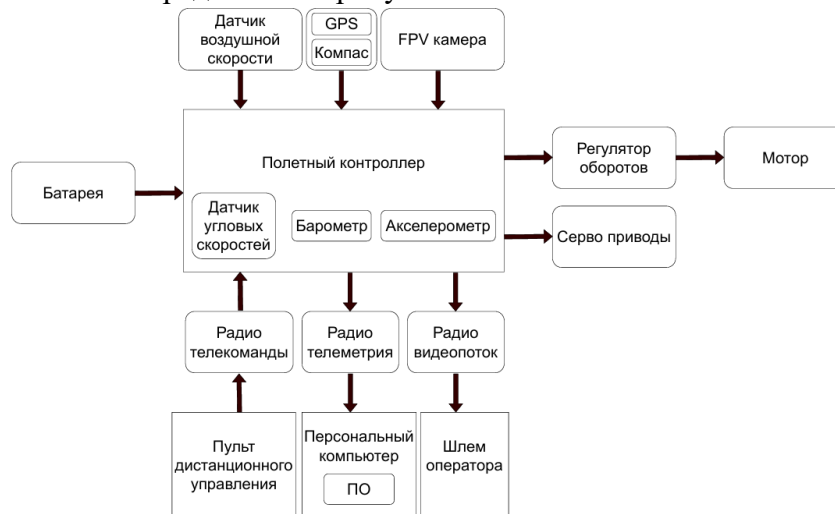 Датчик
воздушной
скорости
GPS
Компас
FPV камера
Полетный контроллер
Регулятор
оборотов
Мотор
Батарея
Датчик
угловых
скоростей
Барометр
Акселерометр
Серво приводы
Радио
телекоманды
Радио
телеметрия
Радио
видеопоток
Пульт
дистанционного
управления
Персональный
компьютер
ПО
Шлем
оператора